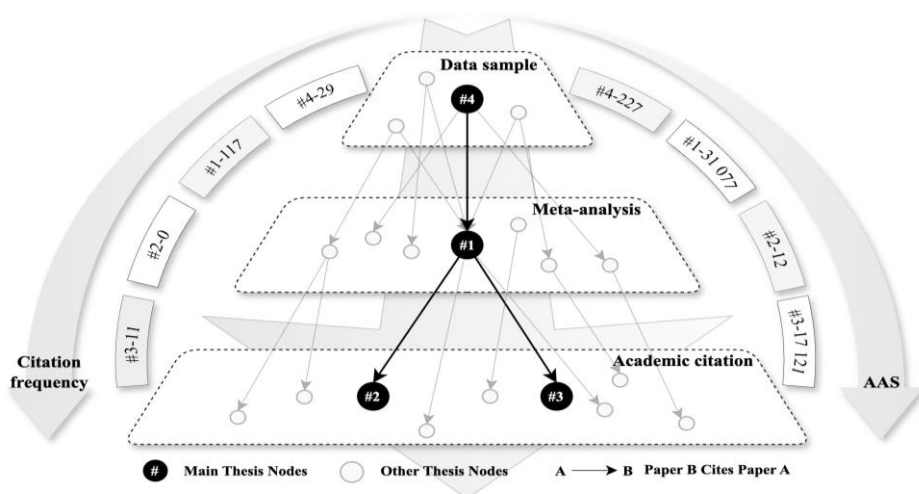 Data sample
#4
#4-29
#4-227
#1-117
#1-31 077
Meta-analysis
#1
#2-0
#2-12
#3-11
#3-17 121
Citation
frequency
Academic citation
AAS
#2
#3
# Main Thesis Nodes Other Thesis Nodes A B Paper B Cites Paper A